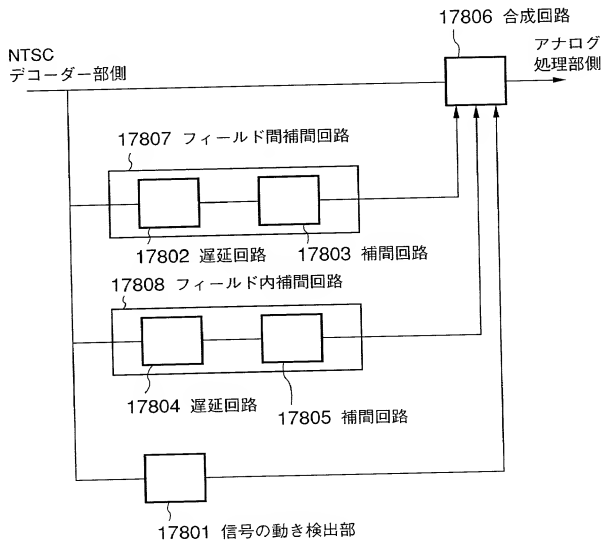 17806 合成回路
NTSC
デコーダー部側
アナログ
処理部側
17807 フィールド間補間回路
17802 遅延回路
17803 補間回路
17808 フィールド内補間回路
17804 遅延回路
17805 補間回路
17801 信号の動き検出部